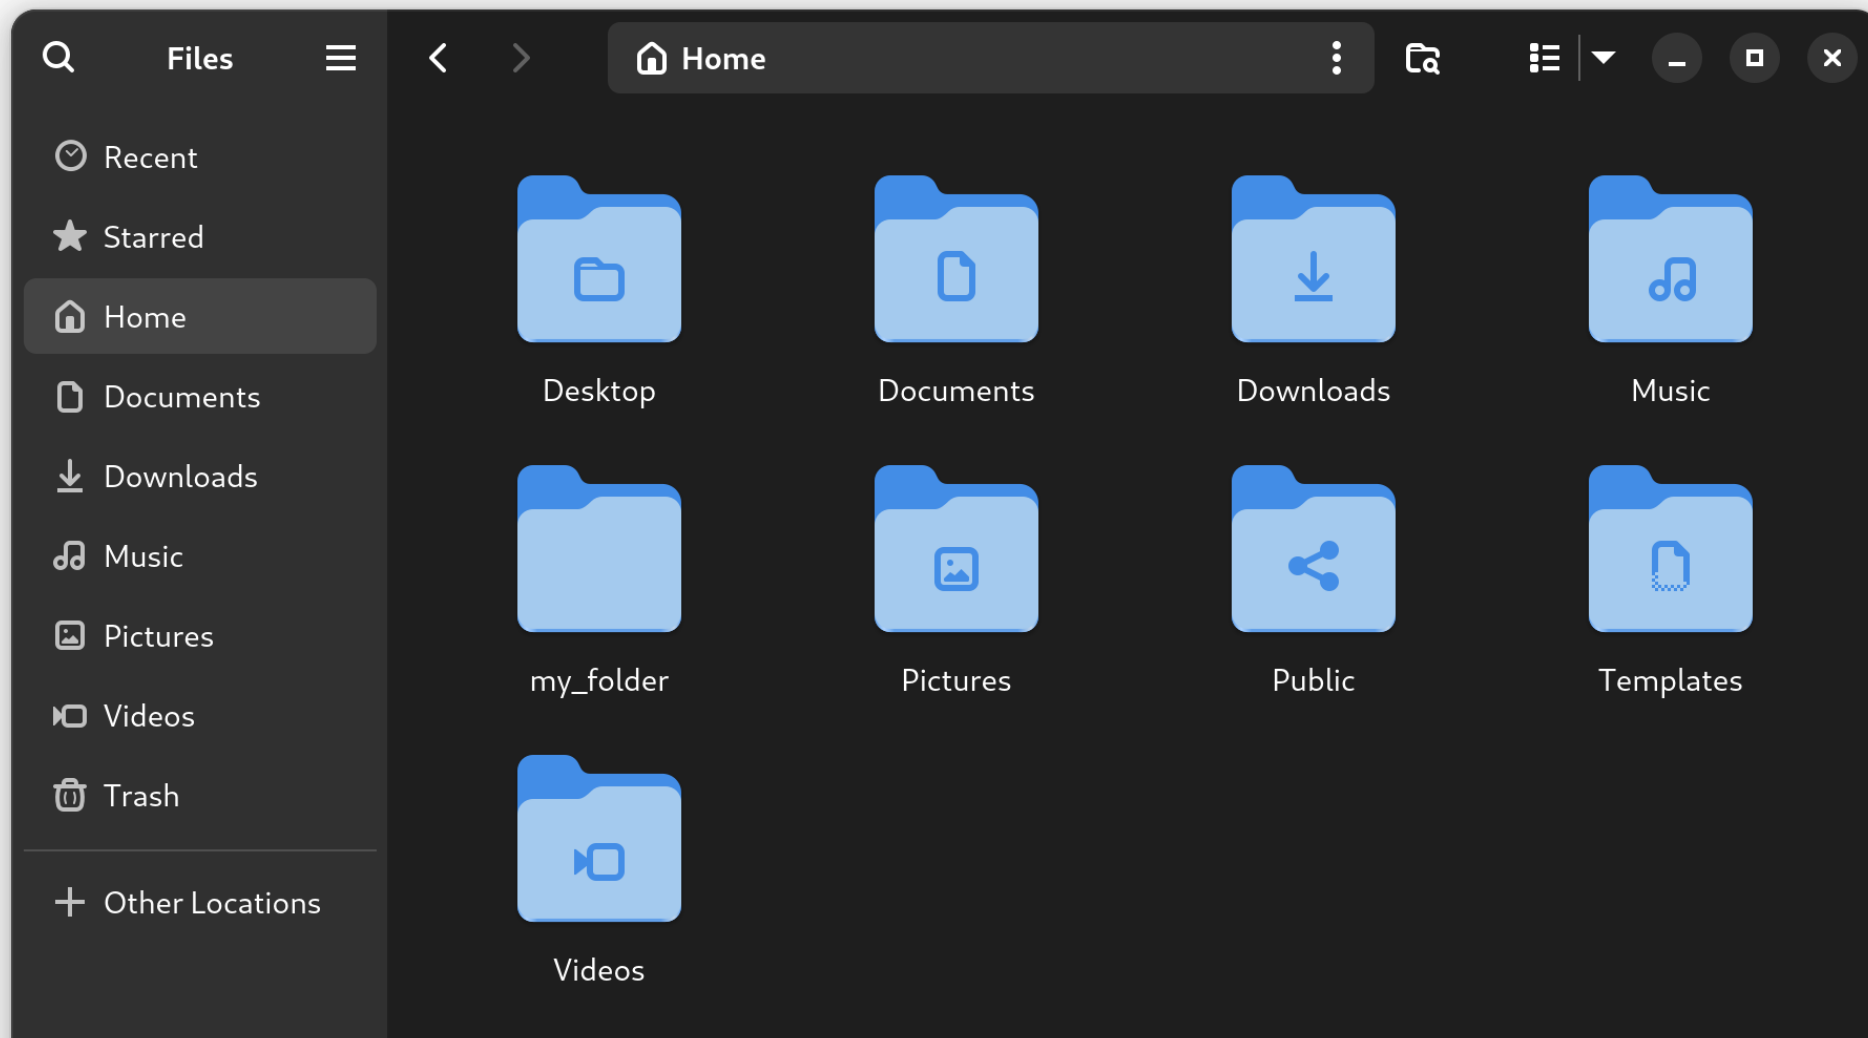 Files
Home
Recent
Starred
Home
Documents
Downloads
Music
Pictures
Videos
Trash
Other Locations
Desktop
Documents
Downloads
Music
my_folder
Pictures
Public
Templates
Videos